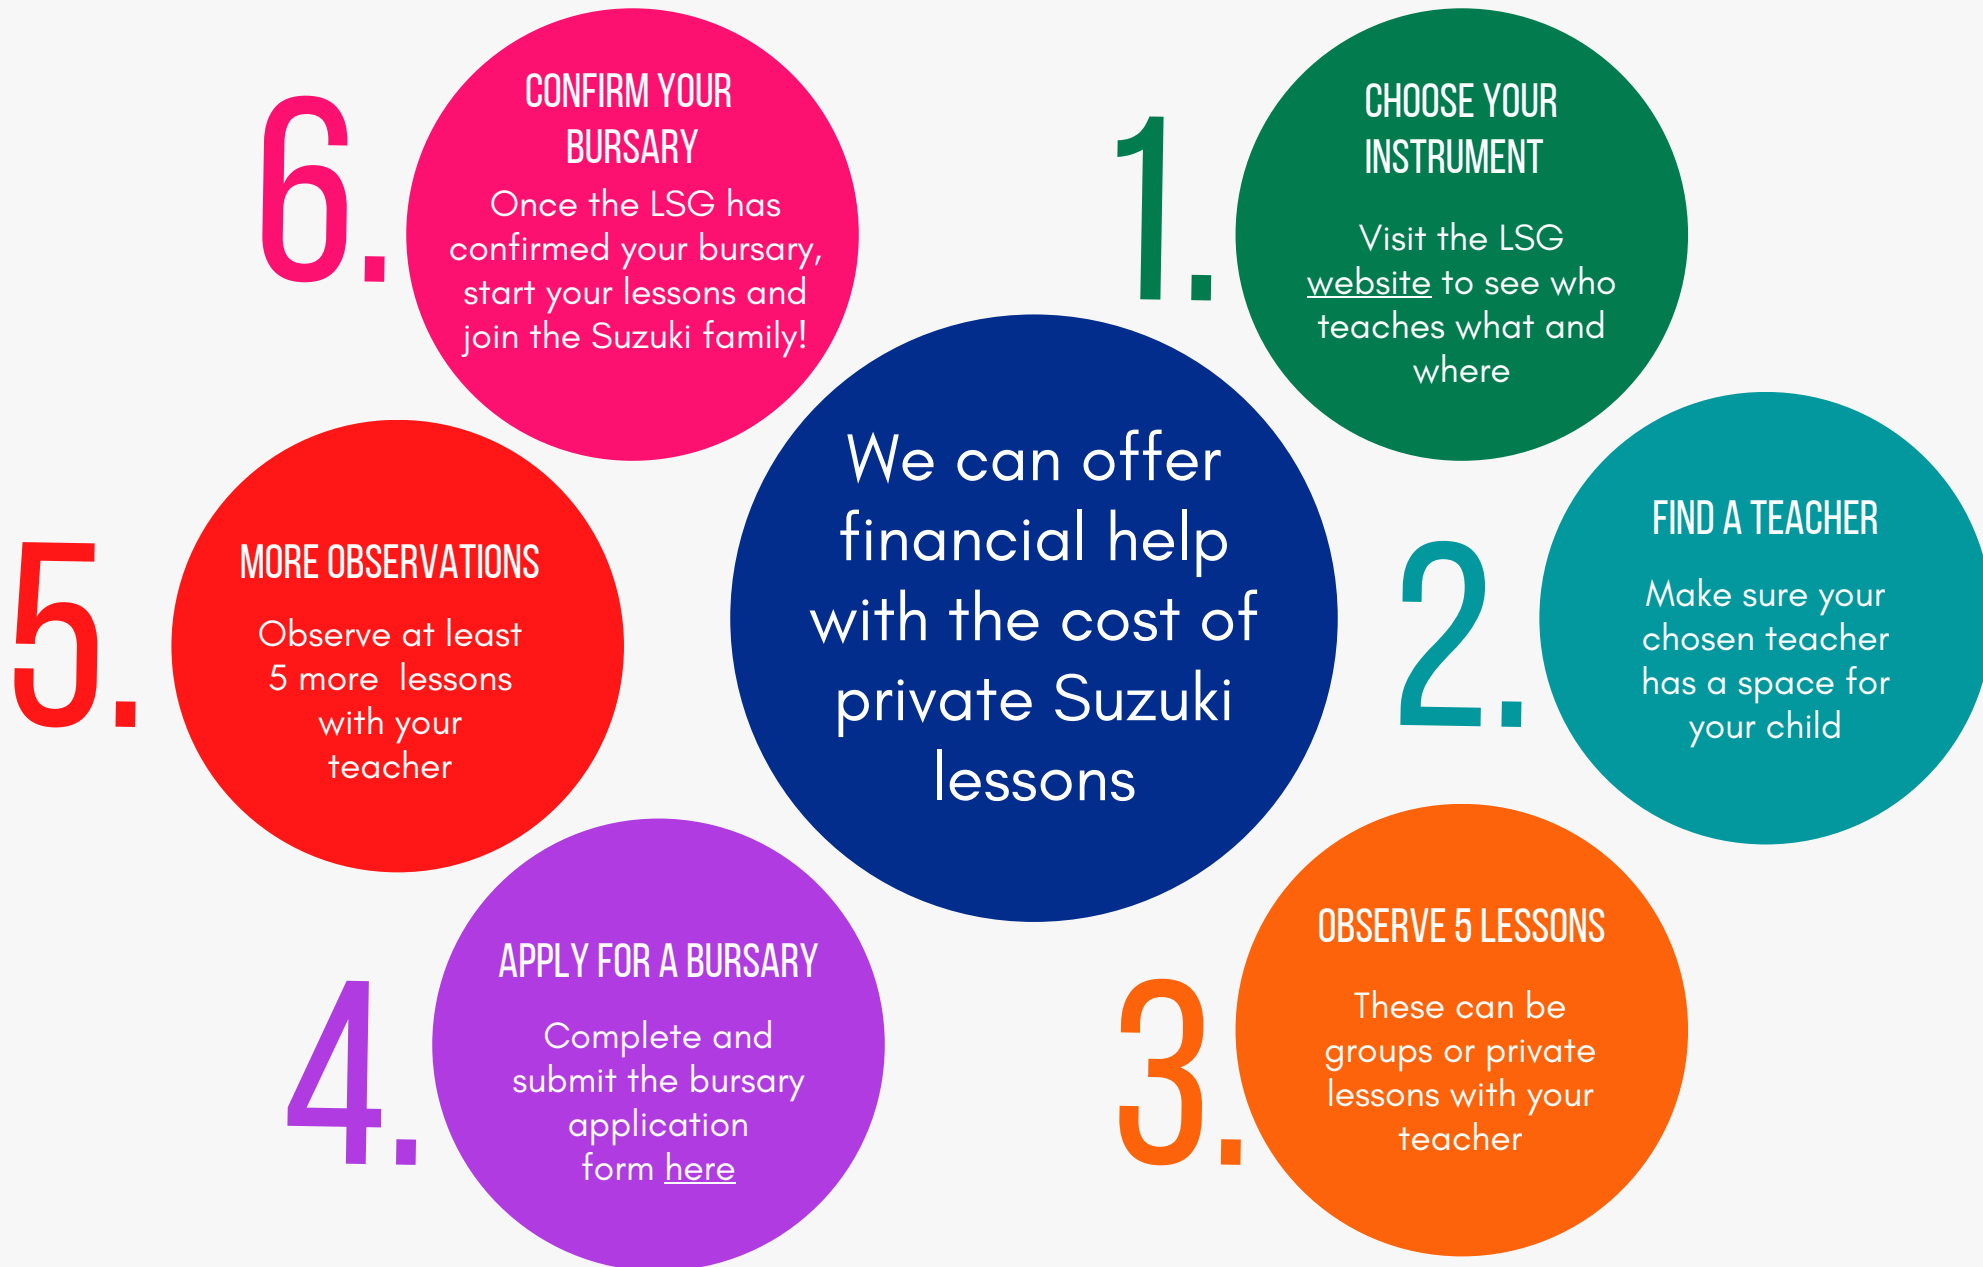 We can offer
financial help
with the cost of
private Suzuki
lessons
1.
CHOOSE YOUR
INSTRUMENT
Visit the LSG
website to see who
teaches what and
where
2.
FIND A TEACHER
Make sure your
chosen teacher
has a space for
your child
3.
OBSERVE 5 LESSONS
These can be
groups or private
lessons with your
teacher
4.
APPLY FOR A BURSARY
Complete and
submit the bursary
application
form here
5.
MORE OBSERVATIONS
Observe at least
5 more lessons
with your
teacher
6.
CONFIRM YOUR
BURSARY
Once the LSG has
confirmed your bursary,
start your lessons and
join the Suzuki family!